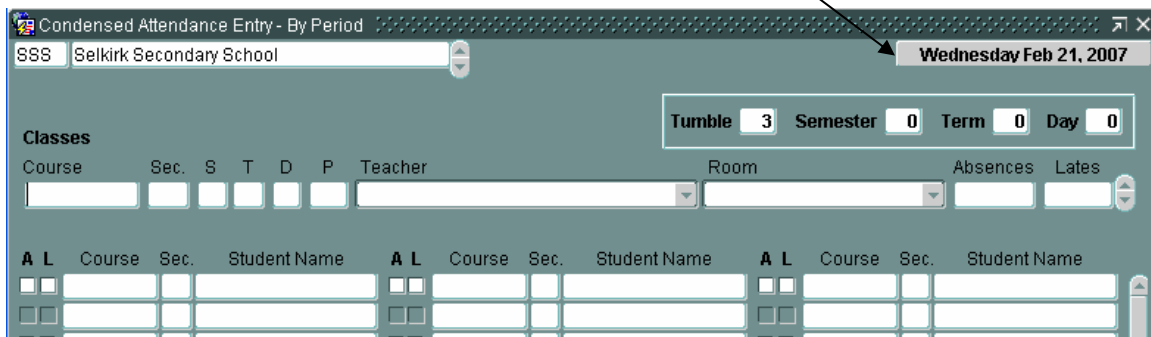 Condensed Attendance Entry - By Period
SSS Selkirk Secondary School
Wednesday Feb 21, 2007
Tumble 3 Semester 0 Term 0 Day 0
Classes
Course Sec. S T D P Teacher Room Absences Lates
A L Course Sec. Student Name A L Course Sec. Student Name A L Course Sec. Student Name